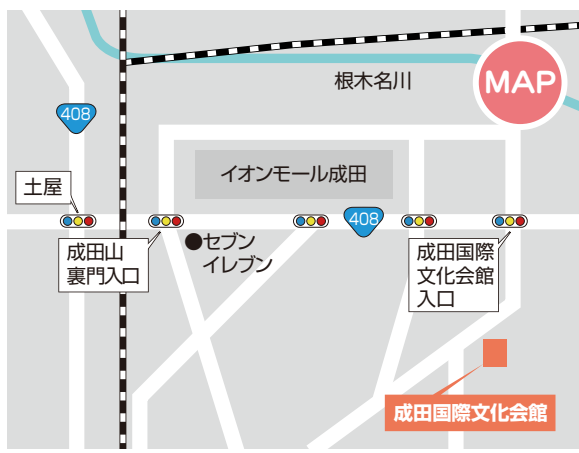 根木名川
MAP
408
イオンモール成田
土屋
408
成田山
裏門入口
セブン
イレブン
成田国際
文化会館
入口
成田国際文化会館